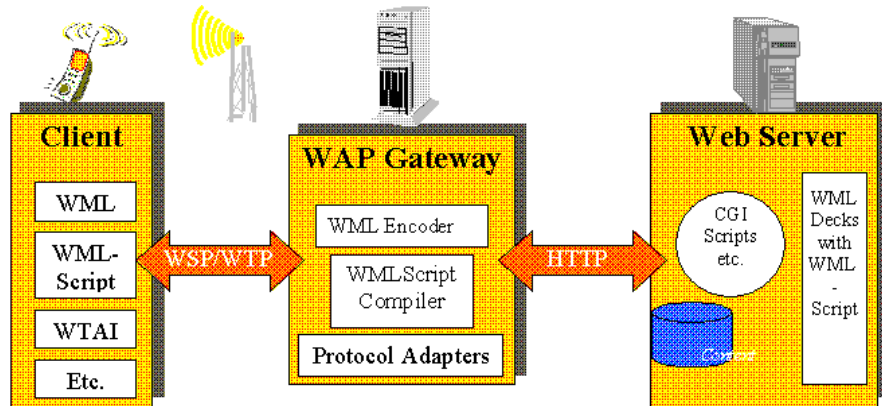 Client
WML
WML-
Script
WTAI
Etc.
WSP/WTP
WAP Gateway
WML Encoder
WMLScript
Compiler
Protocol Adapters
HTTP
Web Server
CGI
Scripts
etc.
Content
WML
Decks
with
WML
-
Script